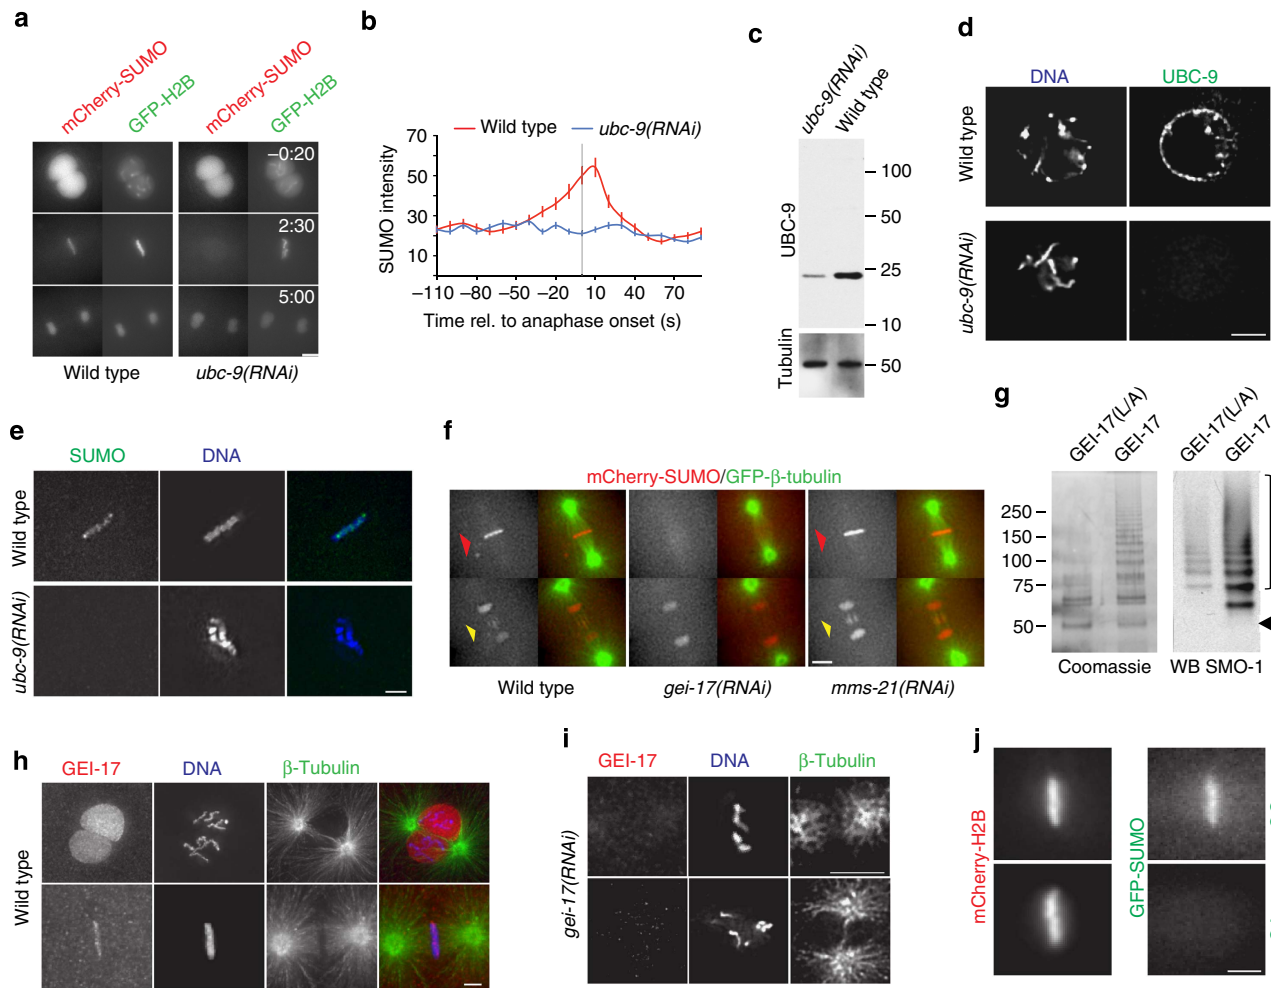 a
mCherry-SUMO
GFP-H2B
mCherry-SUMO
GFP-H2B
–0:20
2:30
5:00
Wild type
ubc-9(RNAi)
b
Wild type
ubc-9(RNAi)
SUMO intensity
70
50
30
10
–110
–80
–50
–20
10
40
70
Time rel. to anaphase onset (s)
c
ubc-9(RNAi)
Wild type
UBC-9
100
50
25
10
Tubulin
50
d
DNA
UBC-9
Wild type
ubc-9(RNAi)
e
SUMO
DNA
Wild type
ubc-9(RNAi)
f
mCherry-SUMO/GFP-β-tubulin
Wild type
gei-17(RNAi)
mms-21(RNAi)
g
GEI-17(L/A)
GEI-17
GEI-17(L/A)
GEI-17
250
150
100
75
50
Coomassie
WB SMO-1
h
GEI-17
DNA
β-Tubulin
Wild type
i
GEI-17
DNA
β-Tubulin
gei-17(RNAi)
j
mCherry-H2B
GFP-SUMO